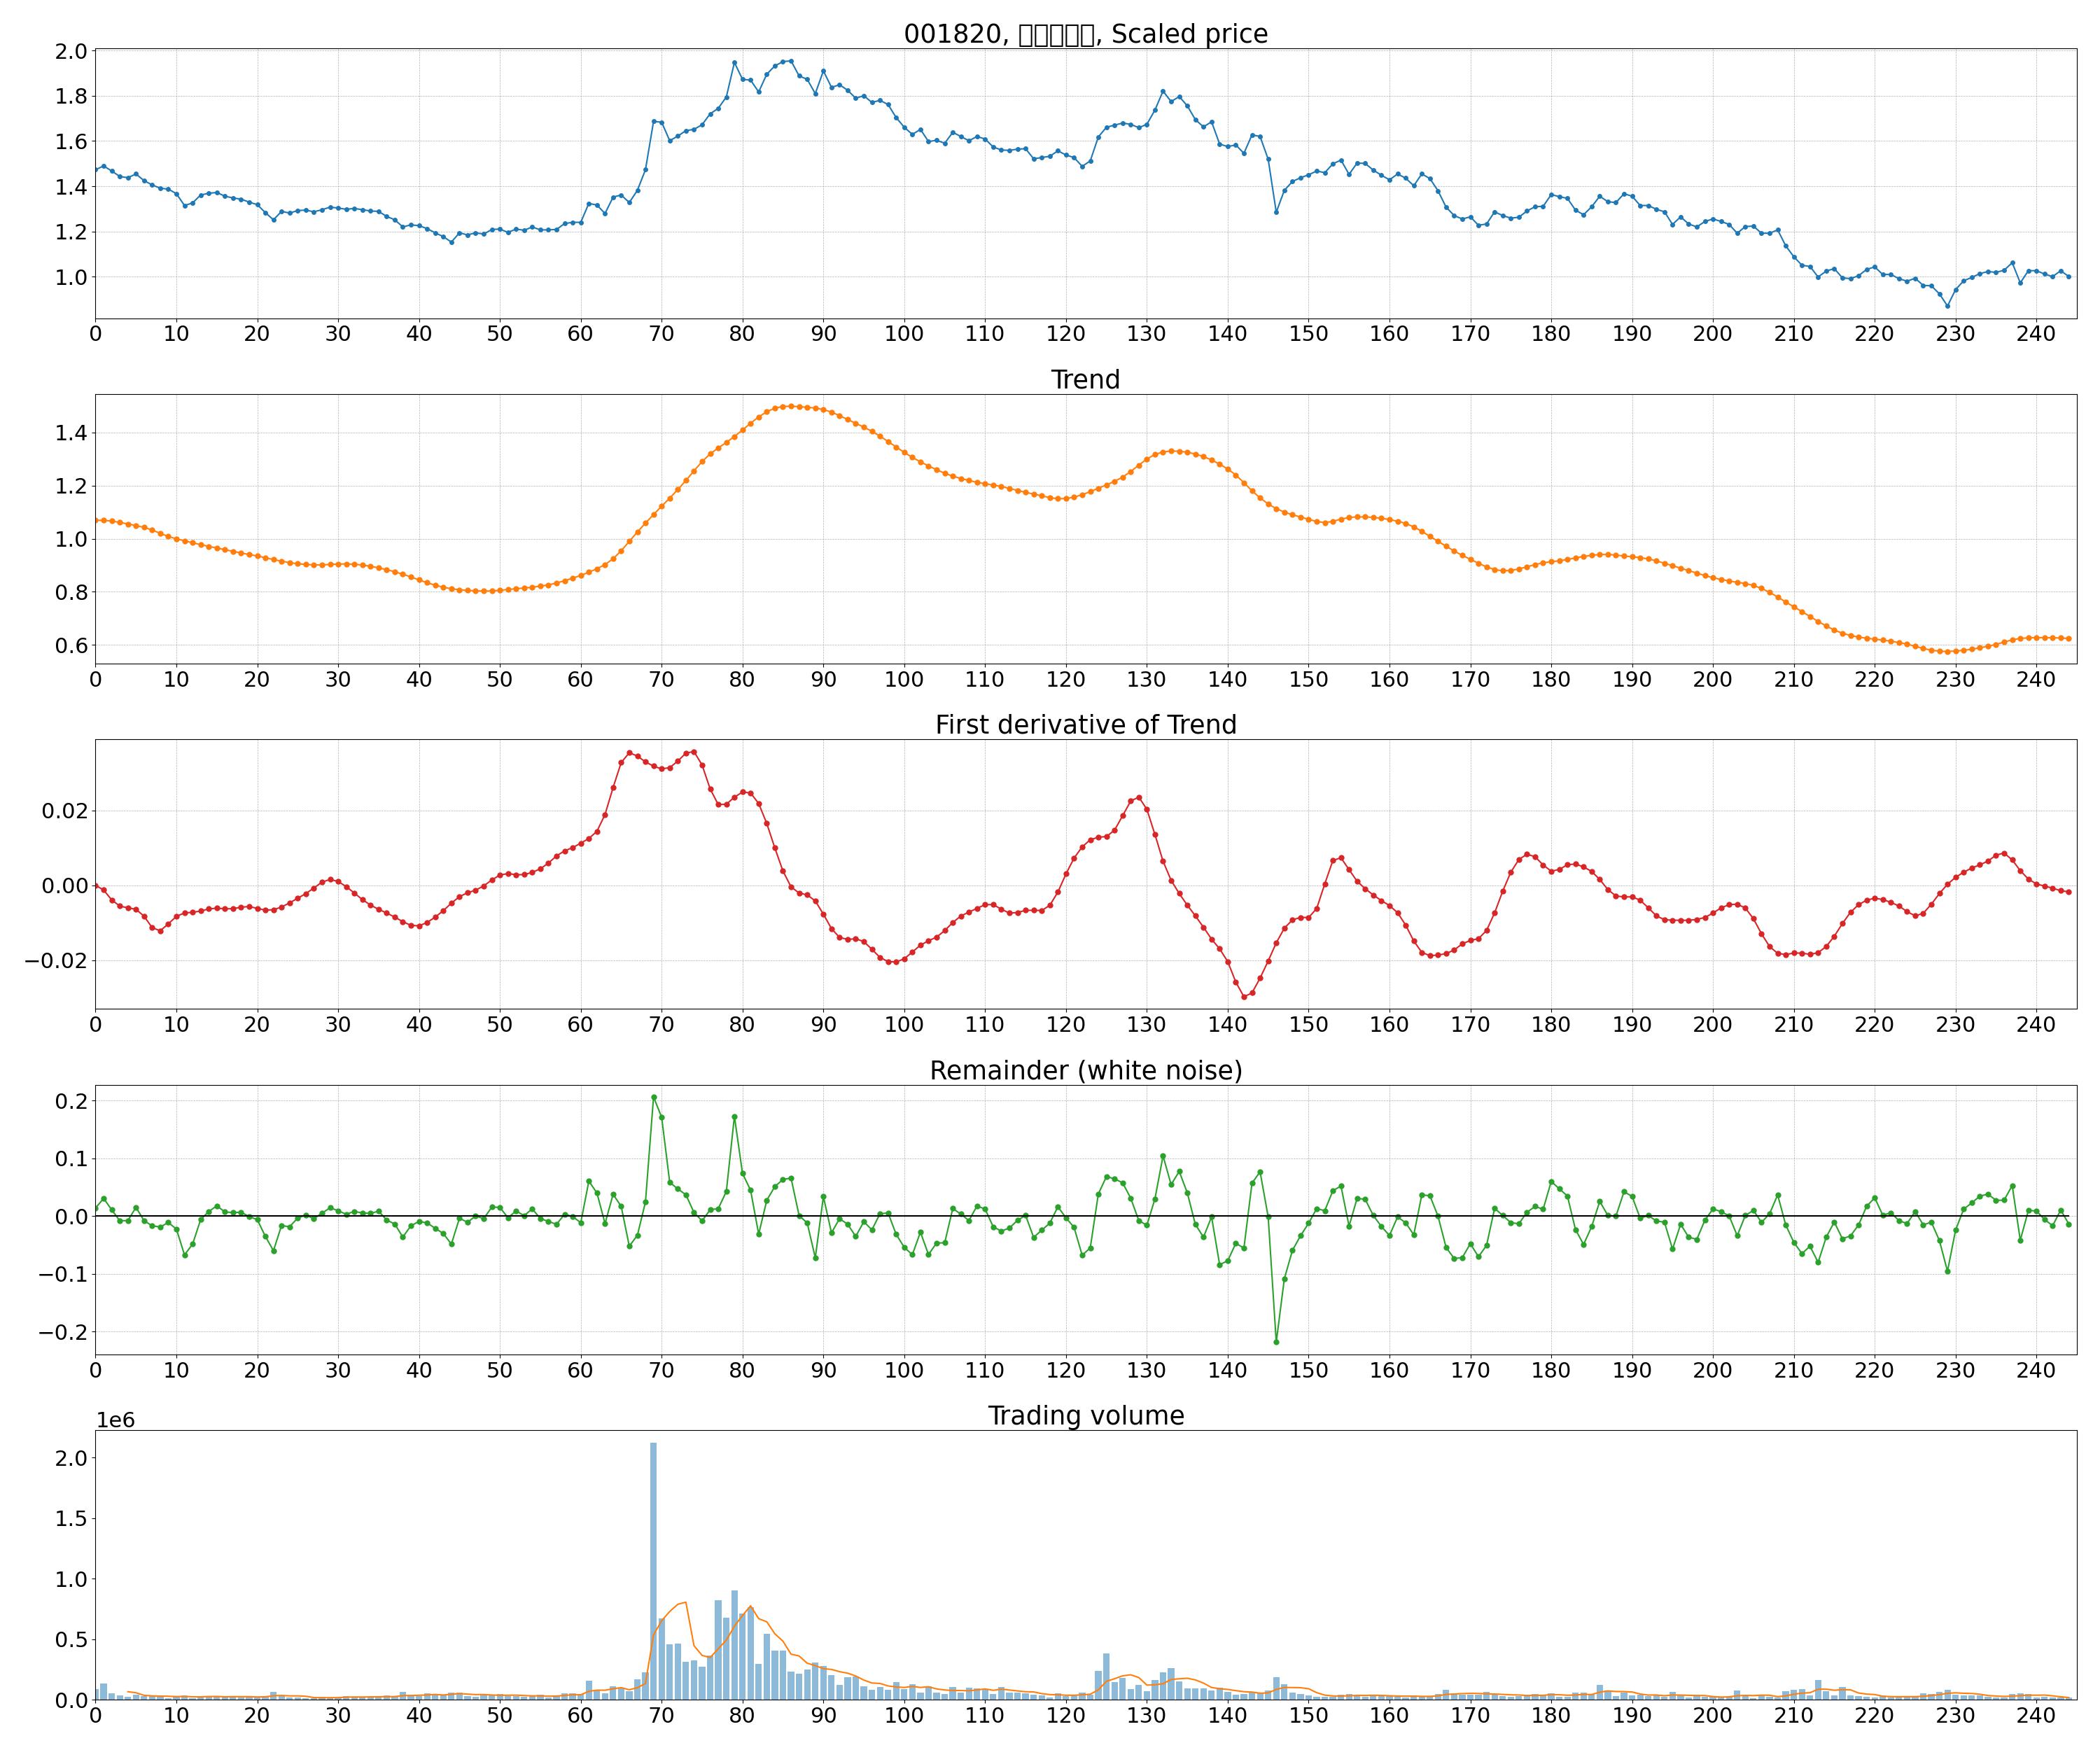 001820, □□□□□, Scaled price
2.0
1.8
1.6
1.4
1.2
1.0
0 10 20 30 40 50 60 70 80 90 100 110 120 130 140 150 160 170 180 190 200 210 220 230 240
Trend
1.4
1.2
1.0
0.8
0.6
0 10 20 30 40 50 60 70 80 90 100 110 120 130 140 150 160 170 180 190 200 210 220 230 240
First derivative of Trend
0.02
0.00
−0.02
0 10 20 30 40 50 60 70 80 90 100 110 120 130 140 150 160 170 180 190 200 210 220 230 240
Remainder (white noise)
0.2
0.1
0.0
−0.1
−0.2
0 10 20 30 40 50 60 70 80 90 100 110 120 130 140 150 160 170 180 190 200 210 220 230 240
Trading volume
1e6
2.0
1.5
1.0
0.5
0.0
0 10 20 30 40 50 60 70 80 90 100 110 120 130 140 150 160 170 180 190 200 210 220 230 240